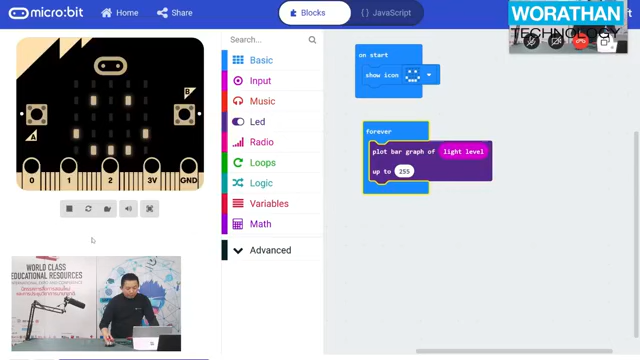 micro:bit
Home
Share
Blocks
{ } JavaScript
WORATHAN
TECHNOLOGY
Search...
Basic
Input
Music
Led
Radio
Loops
Logic
Variables
Math
Advanced
on start
show icon
forever
plot bar graph of light level
up to 255
A
B
0 1 2 3V GND
WORLD CLASS
EDUCATIONAL
RESOURCES